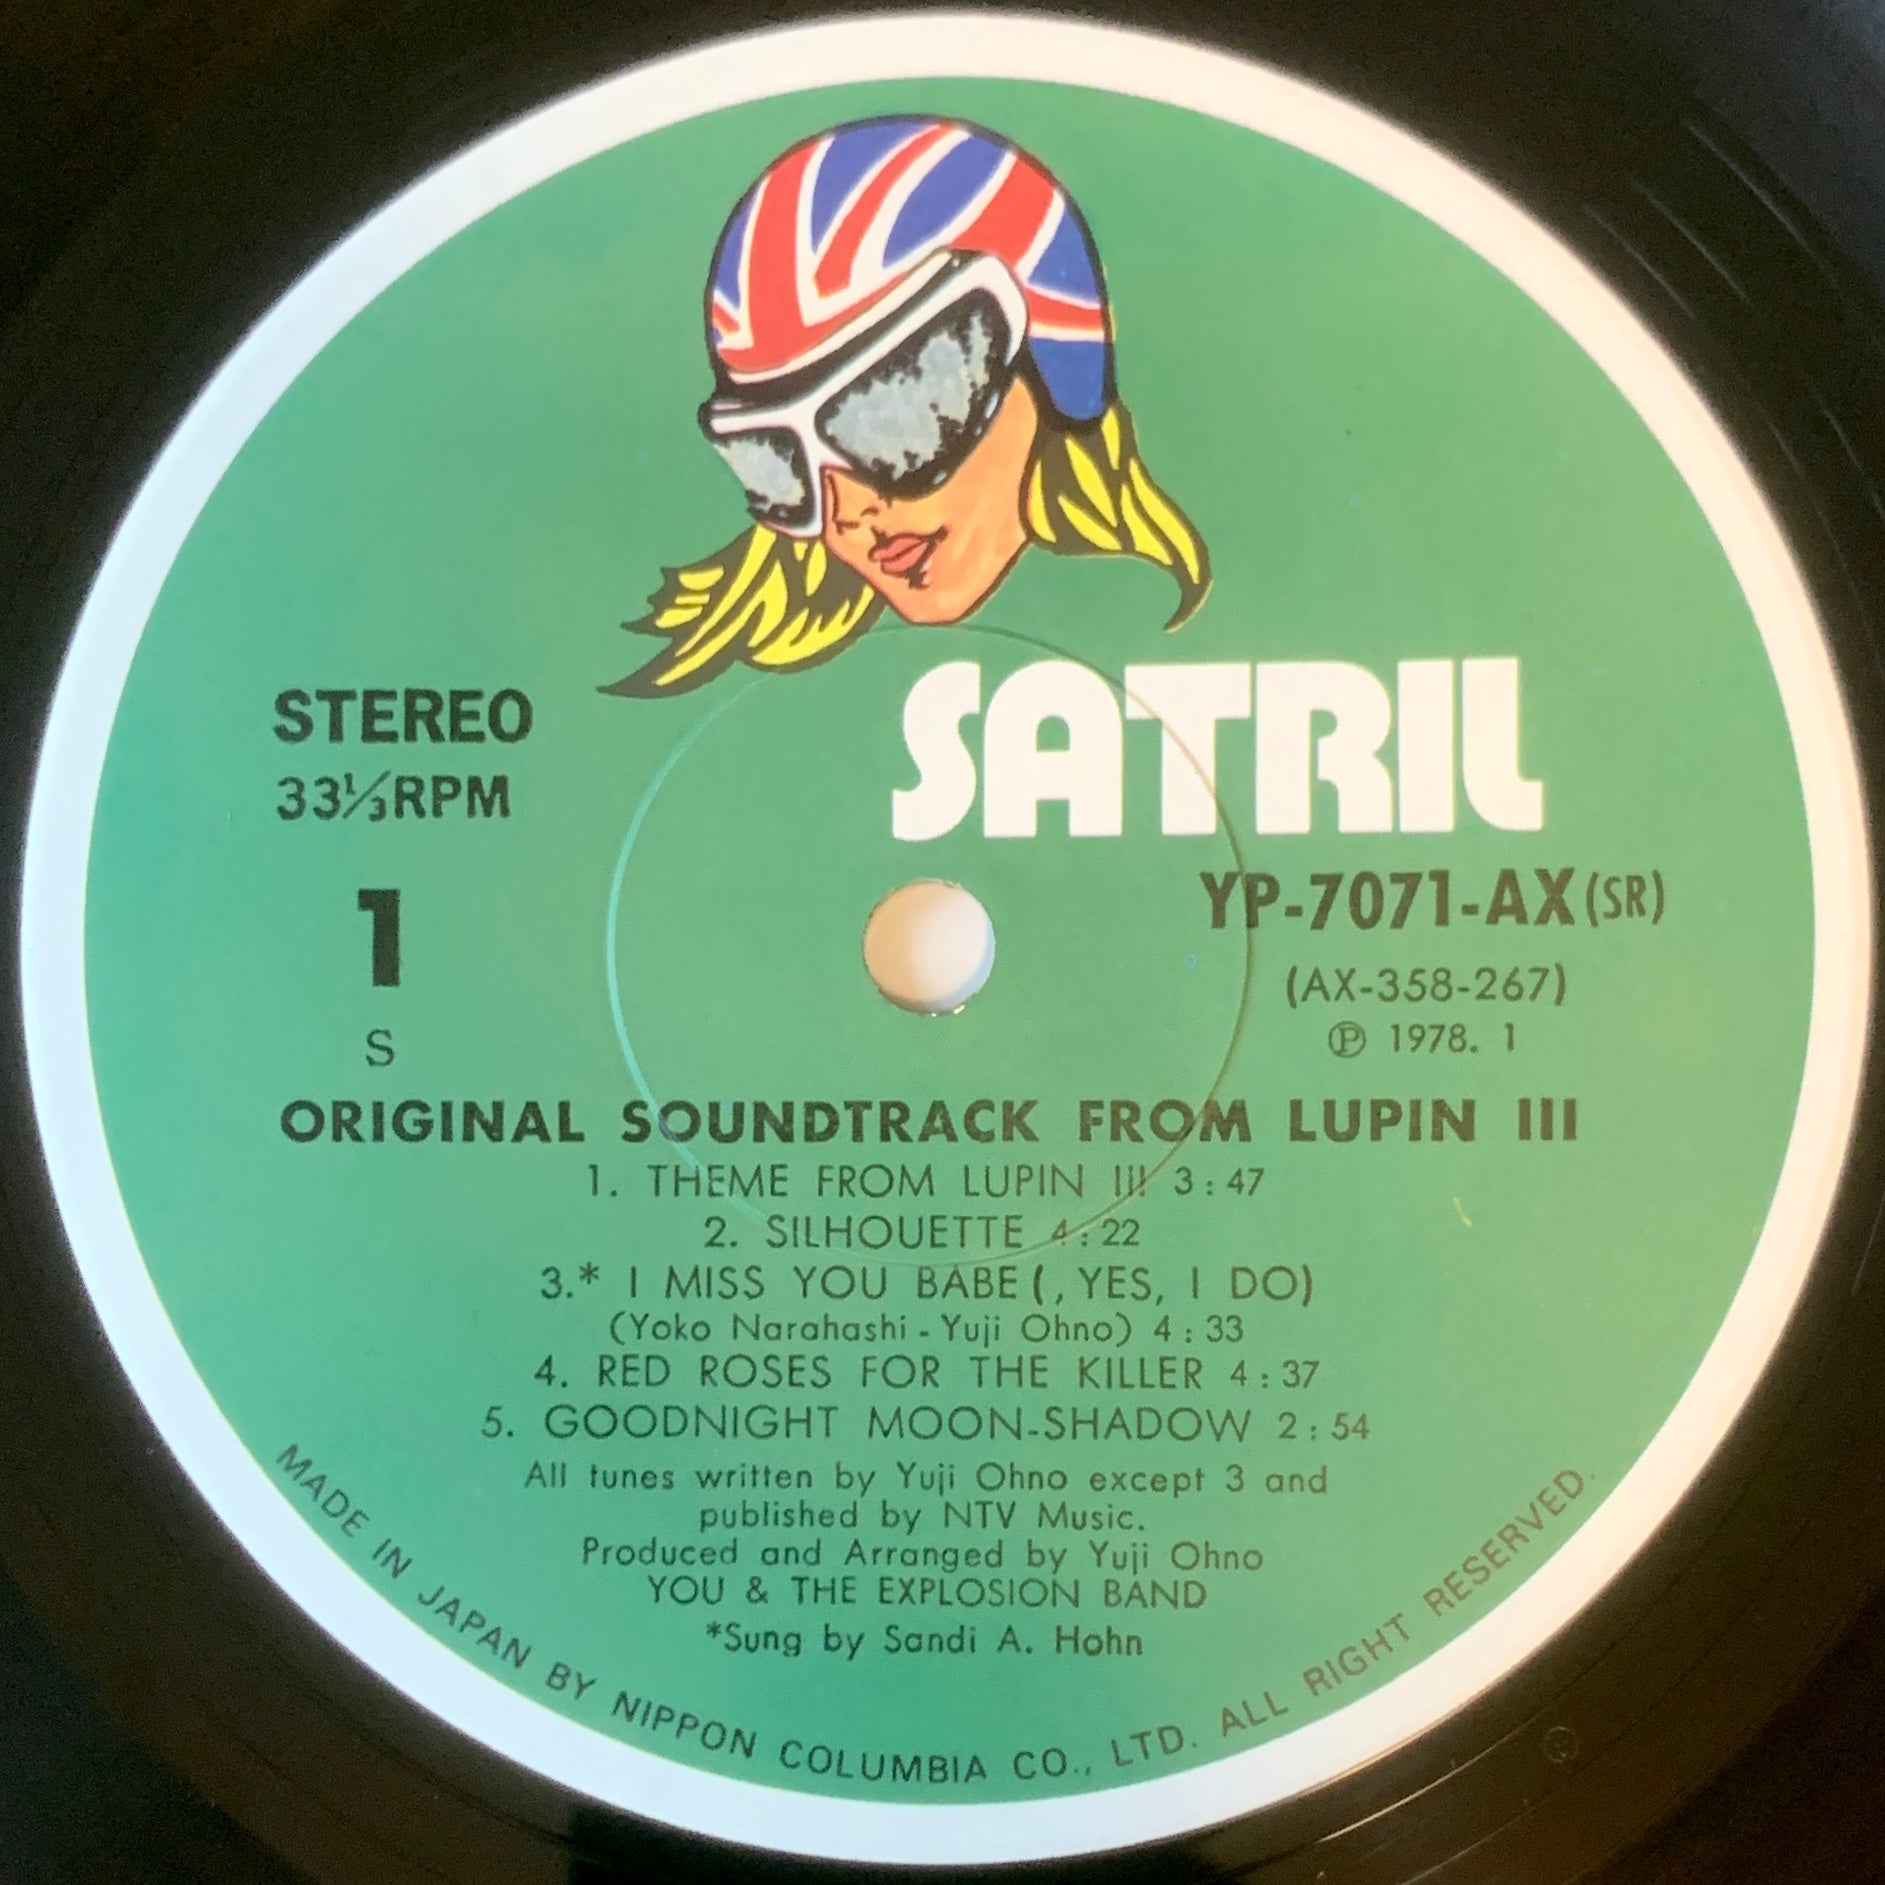 SATRIL
STEREO
33⅓RPM
1
S
YP-7071-AX(SR)
(AX-358-267)
Ⓟ 1978. 1
ORIGINAL SOUNDTRACK FROM LUPIN III
1. THEME FROM LUPIN III 3:47
2. SILHOUETTE 4:22
3.* I MISS YOU BABE(, YES, I DO)
(Yoko Narahashi - Yuji Ohno) 4:33
4. RED ROSES FOR THE KILLER 4:37
5. GOODNIGHT MOON-SHADOW 2:54
All tunes written by Yuji Ohno except 3 and
published by NTV Music.
Produced and Arranged by Yuji Ohno
YOU & THE EXPLOSION BAND
*Sung by Sandi A. Hohn
MADE IN JAPAN BY NIPPON COLUMBIA CO., LTD. ALL RIGHT RESERVED.